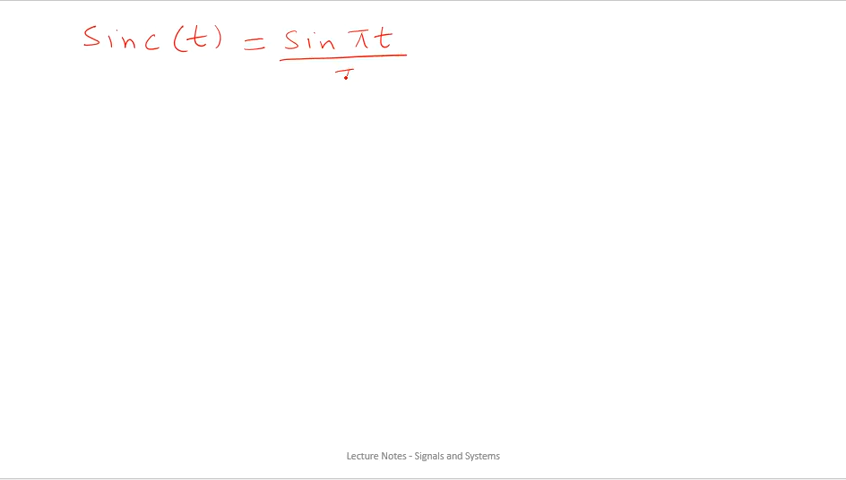 Sinc(t) = sin πt
Lecture Notes - Signals and Systems